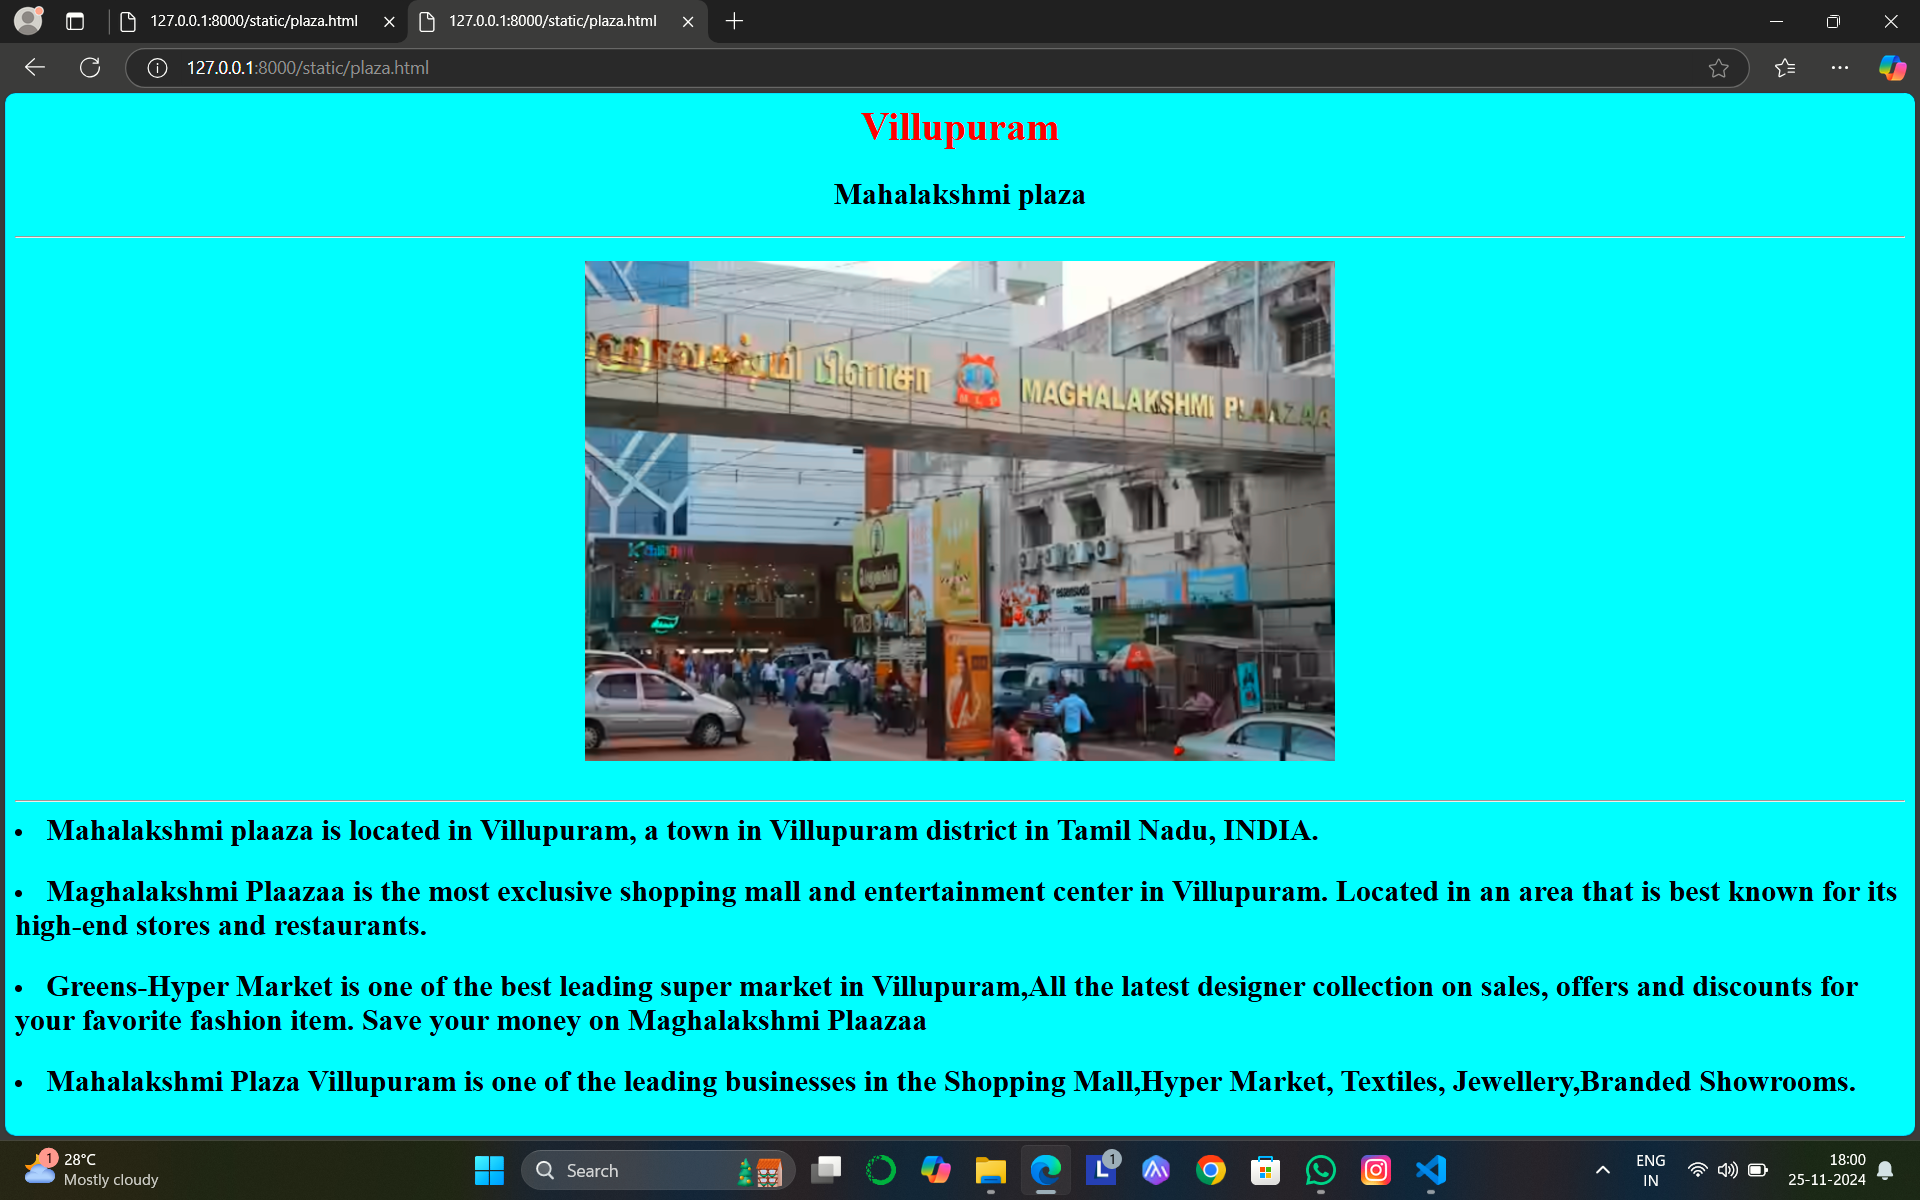 127.0.0.1:8000/static/plaza.html
127.0.0.1:8000/static/plaza.html
127.0.0.1:8000/static/plaza.html
Villupuram
Mahalakshmi plaza
பிளாசா
M L P
MAGHALAKSHMI PLAAZAA
Mahalakshmi plaaza is located in Villupuram, a town in Villupuram district in Tamil Nadu, INDIA.
Maghalakshmi Plaazaa is the most exclusive shopping mall and entertainment center in Villupuram. Located in an area that is best known for its
high-end stores and restaurants.
Greens-Hyper Market is one of the best leading super market in Villupuram,All the latest designer collection on sales, offers and discounts for
your favorite fashion item. Save your money on Maghalakshmi Plaazaa
Mahalakshmi Plaza Villupuram is one of the leading businesses in the Shopping Mall,Hyper Market, Textiles, Jewellery,Branded Showrooms.
1
28°C
Mostly cloudy
Search
L
1
ENG
IN
18:00
25-11-2024